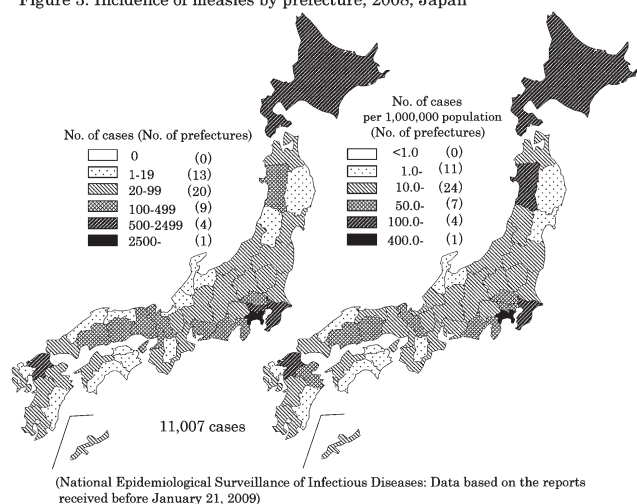 Figure 3. Incidence of measles by prefecture, 2008, Japan
No. of cases (No. of prefectures)
0 (0)
1-19 (13)
20-99 (20)
100-499 (9)
500-2499 (4)
2500- (1)
No. of cases
per 1,000,000 population
(No. of prefectures)
<1.0 (0)
1.0- (11)
10.0- (24)
50.0- (7)
100.0- (4)
400.0- (1)
11,007 cases
(National Epidemiological Surveillance of Infectious Diseases: Data based on the reports
received before January 21, 2009)